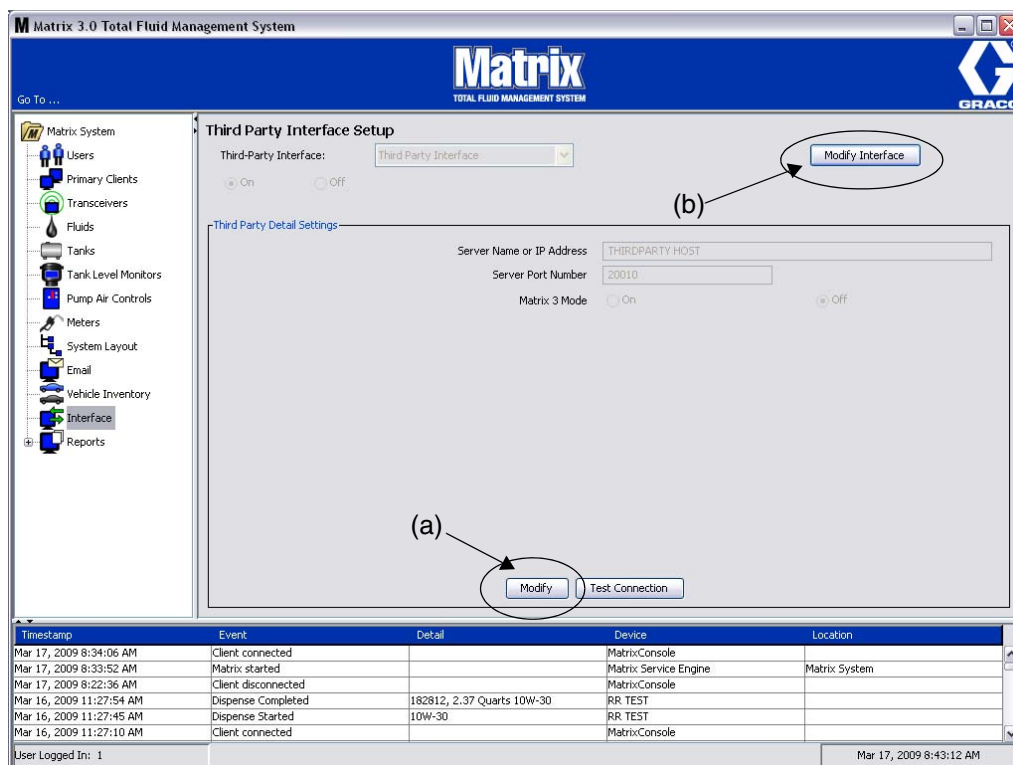 M Matrix 3.0 Total Fluid Management System
Matrix
TOTAL FLUID MANAGEMENT SYSTEM
Go To ...
GRACO
Matrix System
Users
Primary Clients
Transceivers
Fluids
Tanks
Tank Level Monitors
Pump Air Controls
Meters
System Layout
Email
Vehicle Inventory
Interface
Reports
Third Party Interface Setup
Third-Party Interface: Third Party Interface Modify Interface
On Off
(b)
Third Party Detail Settings
Server Name or IP Address THIRDPARTY HOST
Server Port Number 20010
Matrix 3 Mode On Off
(a)
Modify Test Connection
Timestamp Event Detail Device Location
Mar 17, 2009 8:34:06 AM Client connected MatrixConsole
Mar 17, 2009 8:33:52 AM Matrix started Matrix Service Engine Matrix System
Mar 17, 2009 8:22:36 AM Client disconnected MatrixConsole
Mar 16, 2009 11:27:54 AM Dispense Completed 182812, 2.37 Quarts 10W-30 RR TEST
Mar 16, 2009 11:27:45 AM Dispense Started 10W-30 RR TEST
Mar 16, 2009 11:27:10 AM Client connected MatrixConsole
User Logged In: 1 Mar 17, 2009 8:43:12 AM